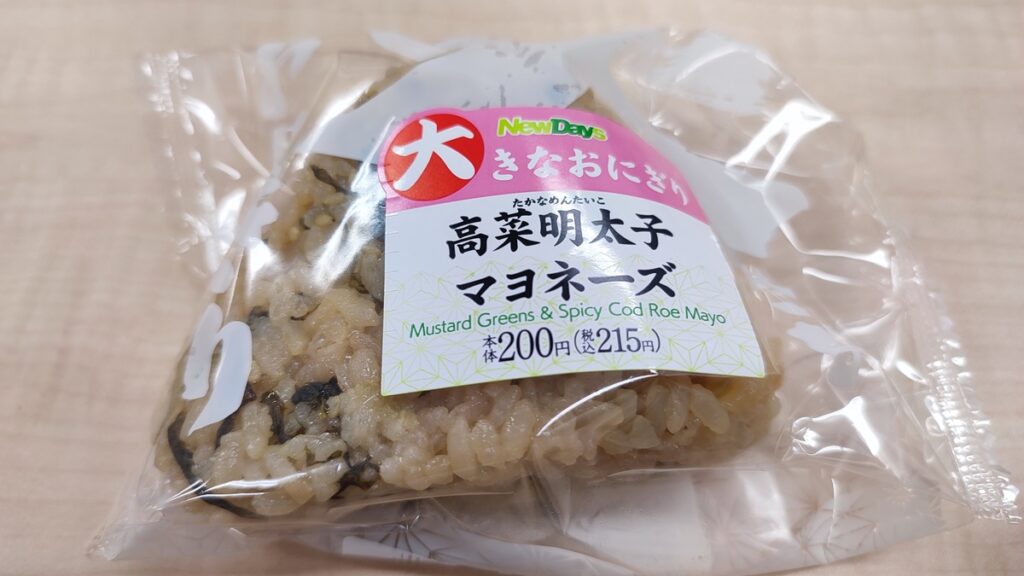 NewDays
大きなおにぎり
たかなめんたいこ
高菜明太子
マヨネーズ
Mustard Greens & Spicy Cod Roe Mayo
本体200円(税込215円)